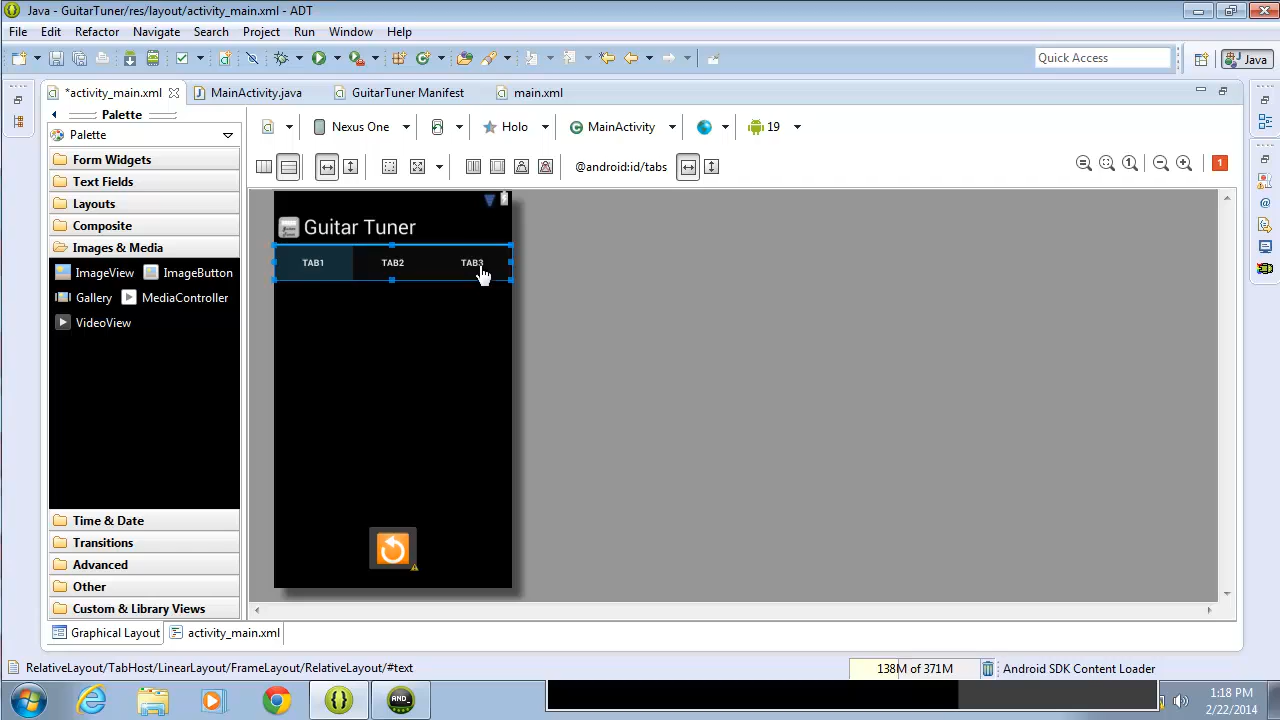 Java - GuitarTuner/res/layout/activity_main.xml - ADT
File Edit Refactor Navigate Search Project Run Window Help
Quick Access
Java
*activity_main.xml
MainActivity.java
GuitarTuner Manifest
main.xml
Palette
Palette
Nexus One
Holo
MainActivity
19
Form Widgets
Text Fields
Layouts
Composite
Images & Media
ImageView
ImageButton
Gallery
MediaController
VideoView
Time & Date
Transitions
Advanced
Other
Custom & Library Views
@android:id/tabs
1
1
Guitar Tuner
TAB1 TAB2 TAB3
Graphical Layout
activity_main.xml
RelativeLayout/TabHost/LinearLayout/FrameLayout/RelativeLayout/#text
138M of 371M
Android SDK Content Loader
AND_
1:18 PM
2/22/2014